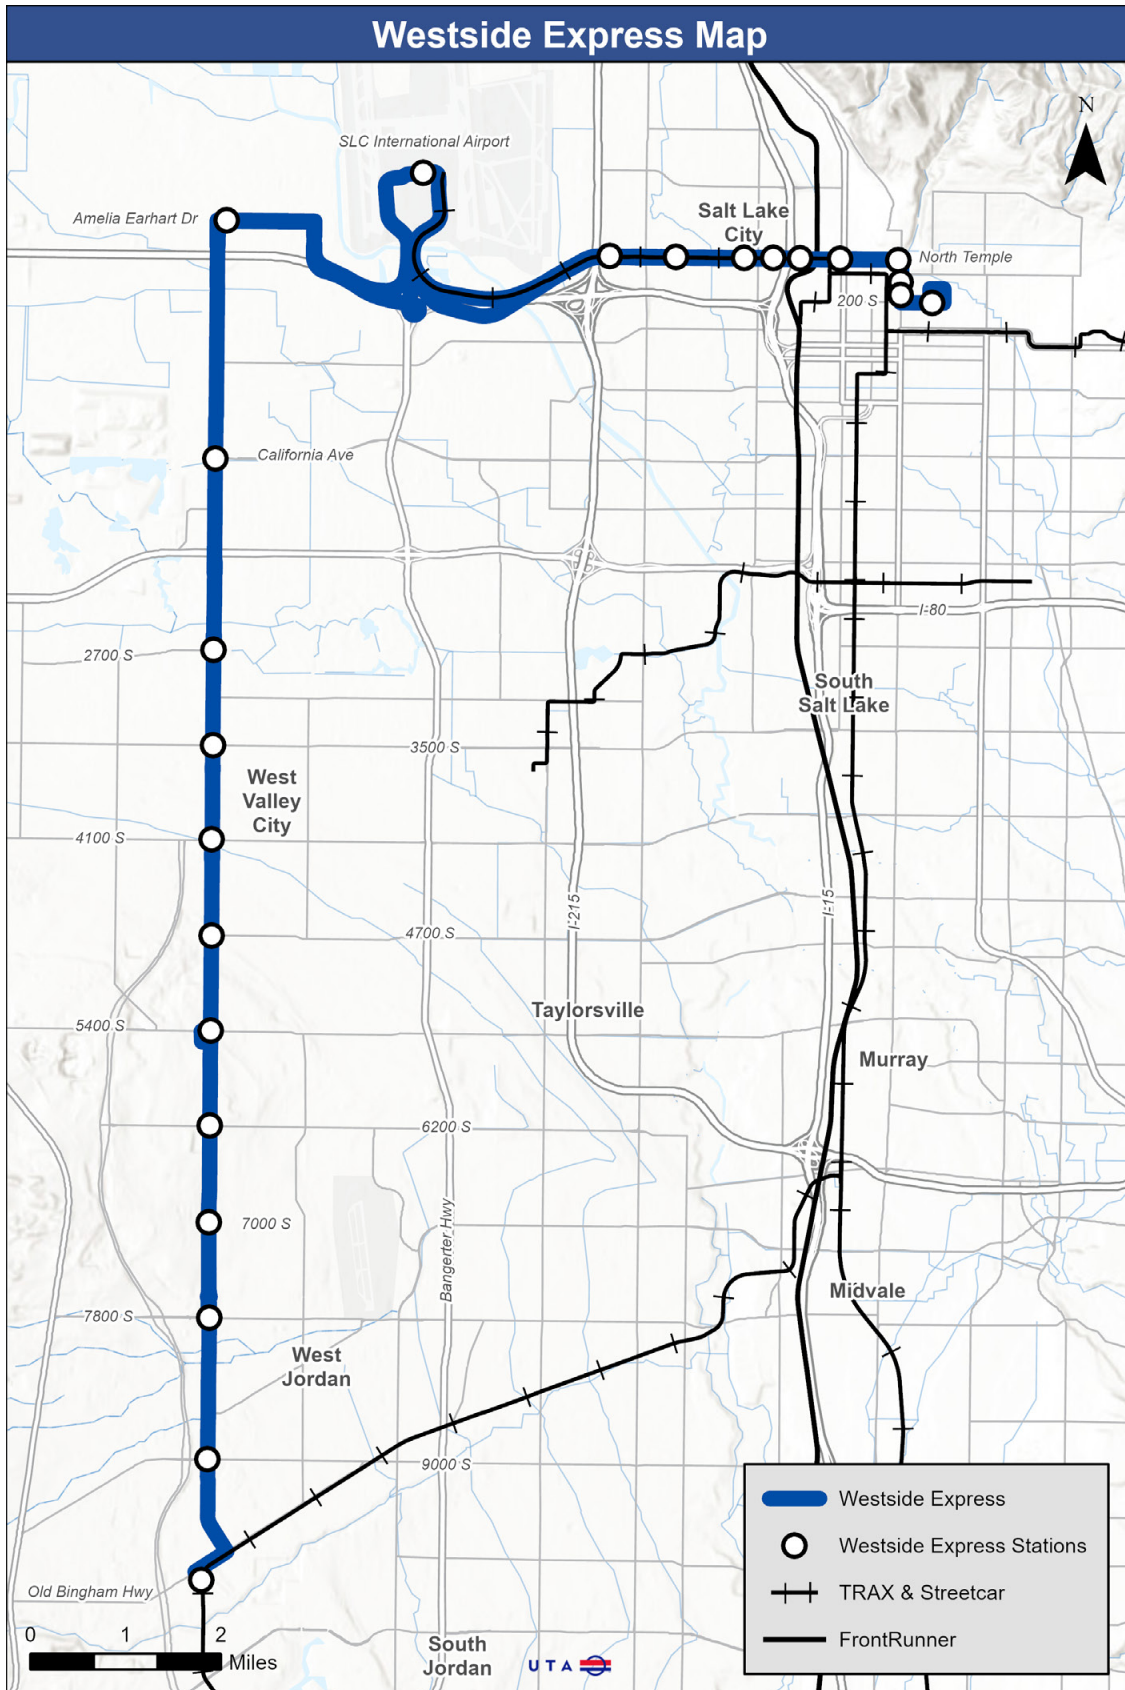 Westside Express Map
N
SLC International Airport
Amelia Earhart Dr
Salt Lake
City
North Temple
200 S
California Ave
I-80
2700 S
South
Salt Lake
3500 S
West
Valley
City
4100 S
I-215
I-15
4700 S
Taylorsville
5400 S
Murray
6200 S
7000 S
Bangerter Hwy
Midvale
7800 S
West
Jordan
9000 S
Westside Express
Westside Express Stations
TRAX & Streetcar
FrontRunner
Old Bingham Hwy
0 1 2
Miles
South
Jordan
UTA